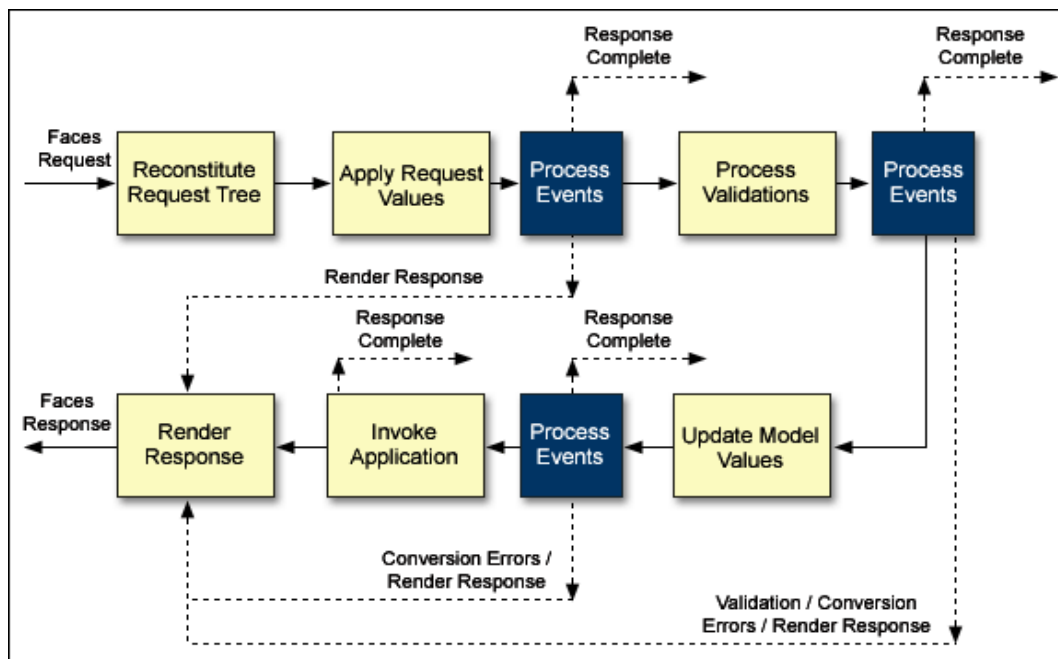 Response
Complete
Response
Complete
Faces
Request
Reconstitute
Request Tree
Apply Request
Values
Process
Events
Process
Validations
Process
Events
Render Response
Response
Complete
Response
Complete
Faces
Response
Render
Response
Invoke
Application
Process
Events
Update Model
Values
Conversion Errors /
Render Response
Validation / Conversion
Errors / Render Response